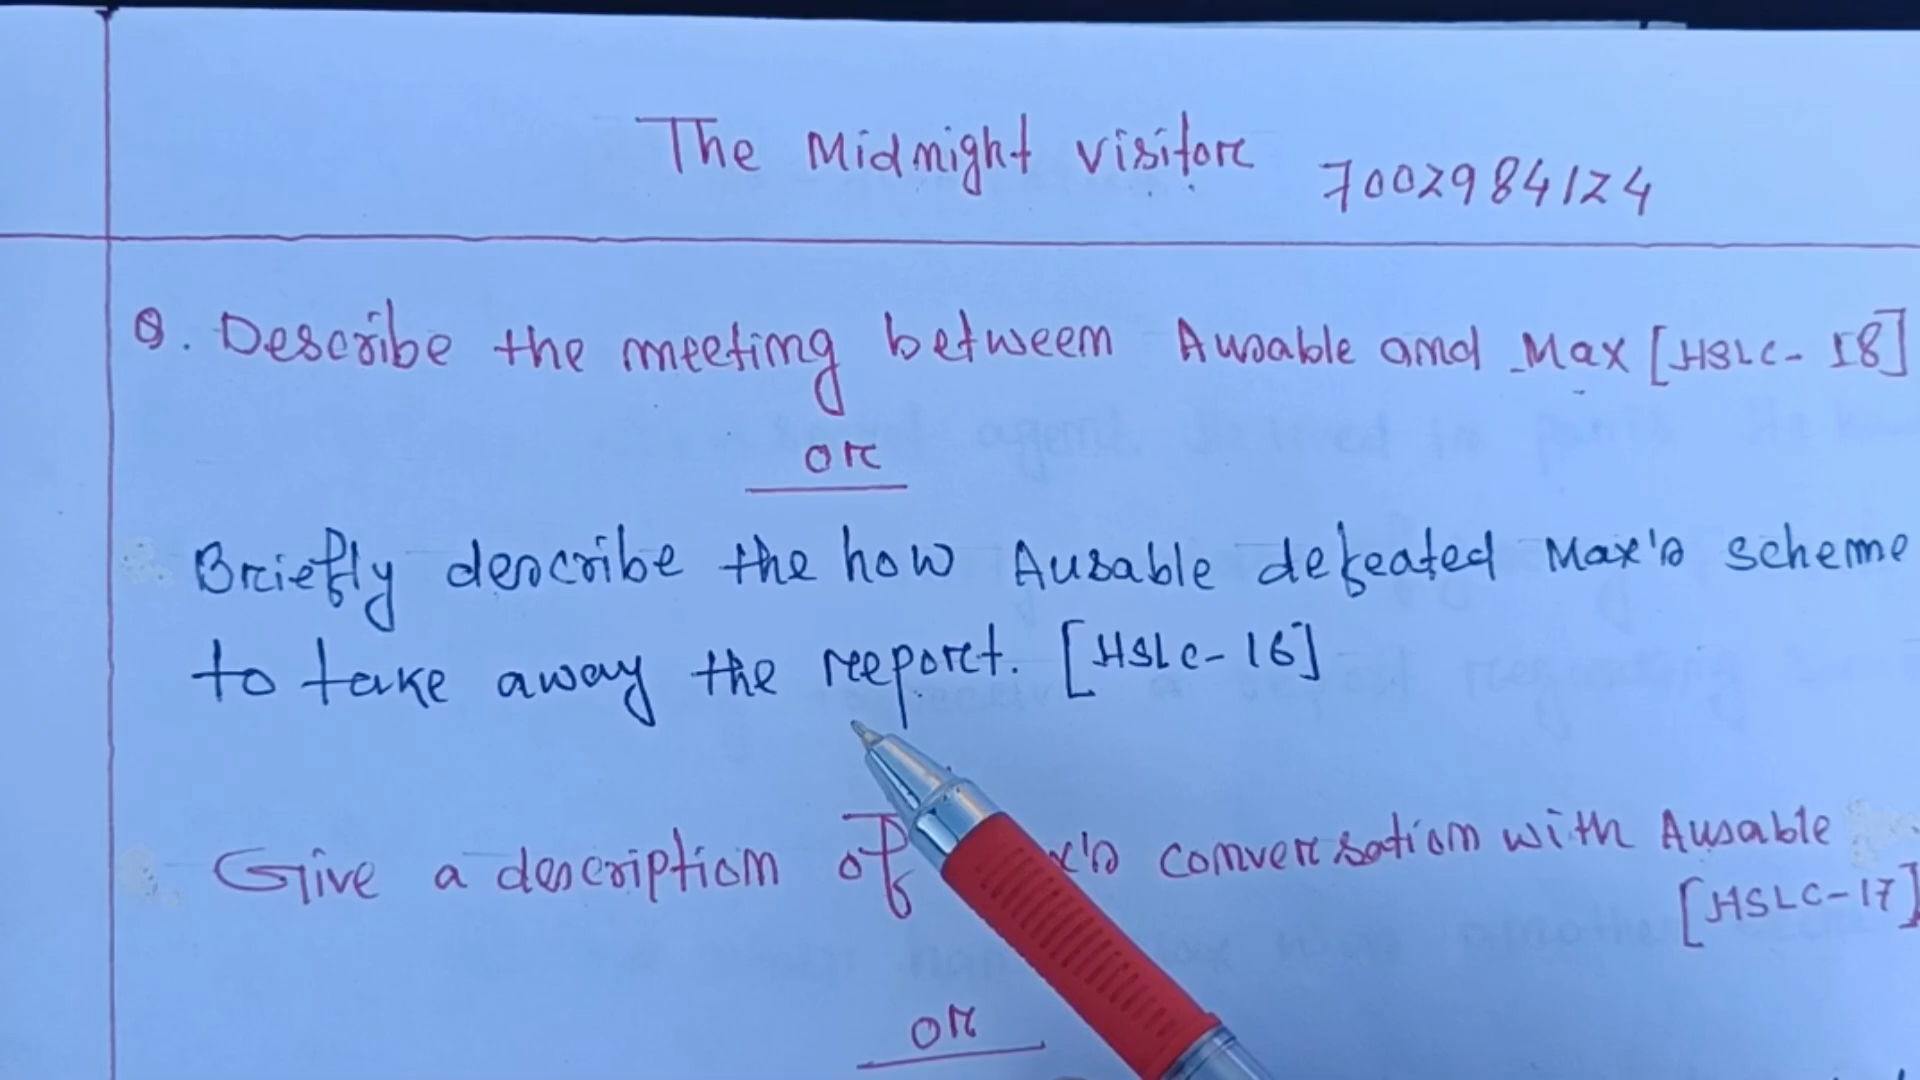 The Midnight visitor 7002984124
Q. Describe the meeting between Ausable and Max [HSLC- 18]
or
Briefly describe the how Ausable defeated Max's scheme
to take away the report. [HSLC-16]
Give a description of x's conversation with Ausable
[HSLC-17]
or